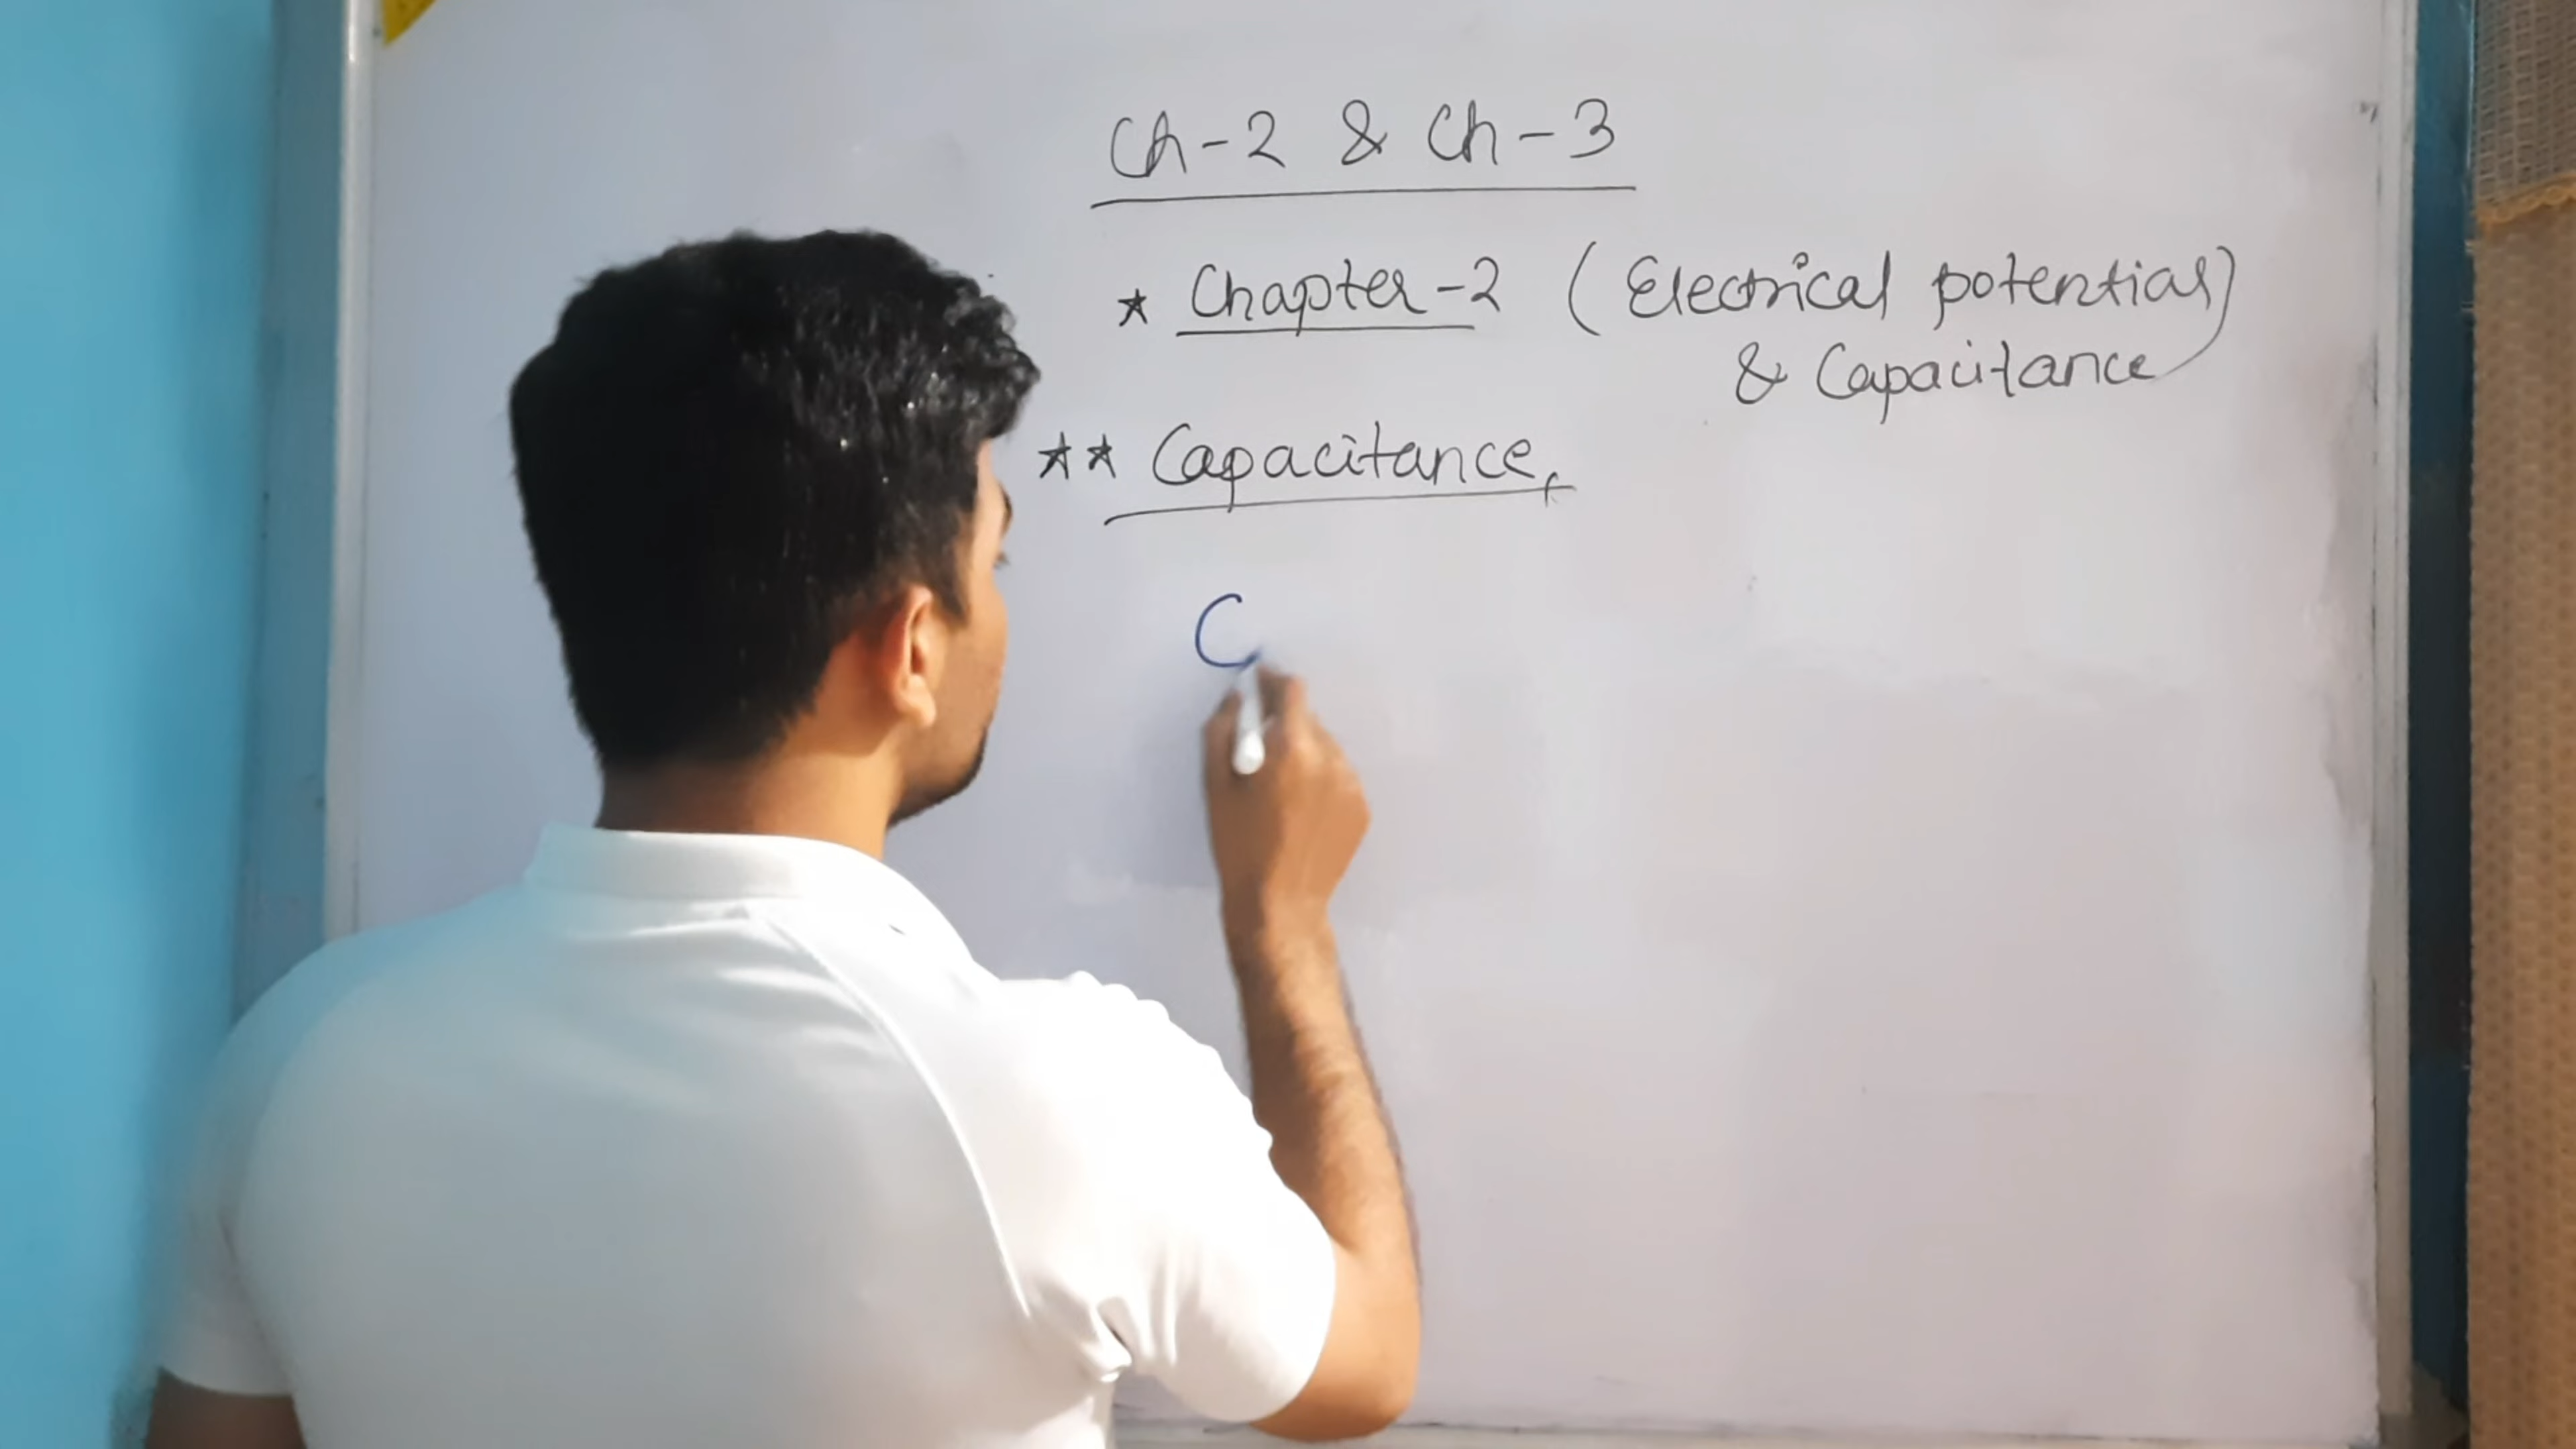 Ch-2 & Ch-3
★ Chapter-2 (Electrical potential)
& Capacitance
★★ Capacitance,
C